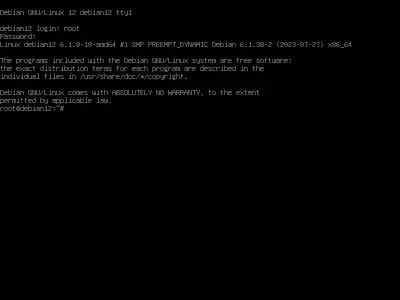 Debian GNU/Linux 12 debian12 tty1
debian12 login: root
Password:
Linux debian12 6.1.0-10-amd64 #1 SMP PREEMPT_DYNAMIC Debian 6.1.38-2 (2023-07-27) x86_64
The programs included with the Debian GNU/Linux system are free software;
the exact distribution terms for each program are described in the
individual files in /usr/share/doc/*/copyright.
Debian GNU/Linux comes with ABSOLUTELY NO WARRANTY, to the extent
permitted by applicable law.
root@debian12:~#